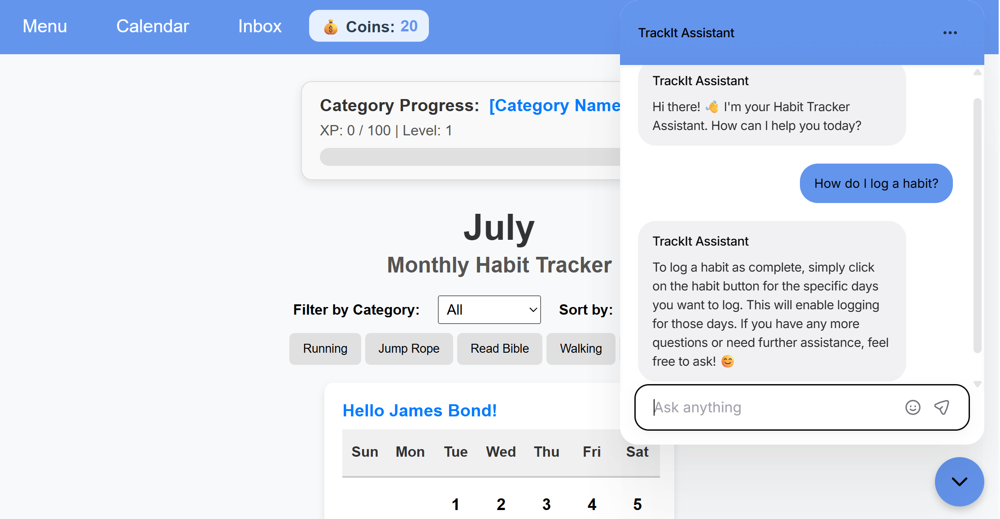 Menu Calendar Inbox 💰 Coins: 20
Category Progress: [Category Name
XP: 0 / 100 | Level: 1
July
Monthly Habit Tracker
Filter by Category: All Sort by:
Running Jump Rope Read Bible Walking
Hello James Bond!
Sun Mon Tue Wed Thu Fri Sat
1 2 3 4 5
TrackIt Assistant
TrackIt Assistant
Hi there! 👋 I'm your Habit Tracker
Assistant. How can I help you today?
How do I log a habit?
TrackIt Assistant
To log a habit as complete, simply click
on the habit button for the specific days
you want to log. This will enable logging
for those days. If you have any more
questions or need further assistance, feel
free to ask! 😊
Ask anything